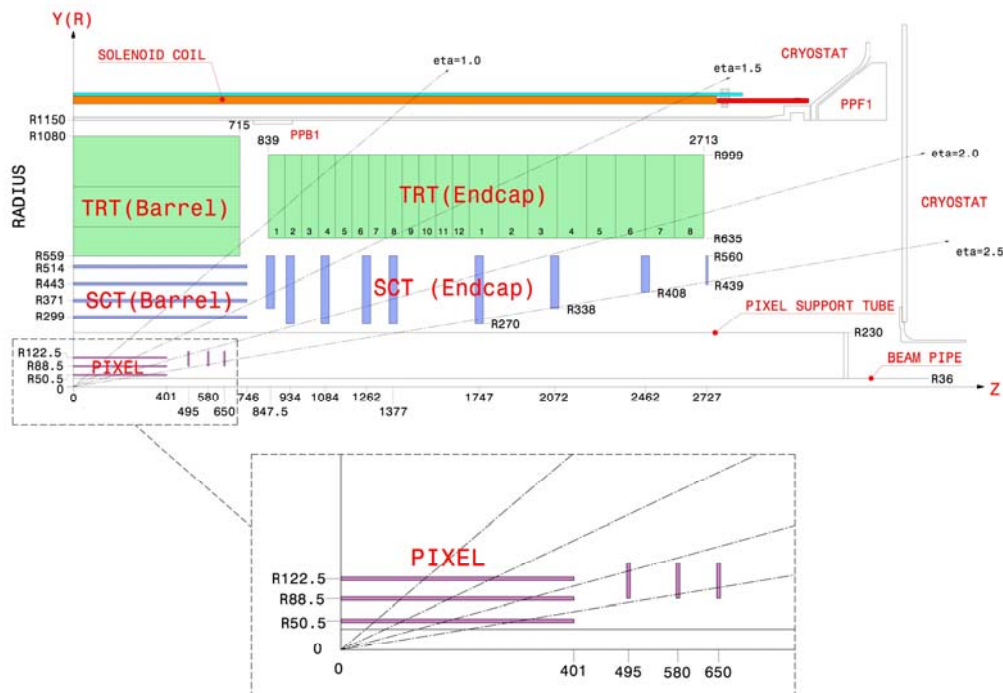 Y(R)
SOLENOID COIL
eta=1.0
eta=1.5
CRYOSTAT
PPF1
R1150
R1080
715
PPB1
839
2713
R999
eta=2.0
RADIUS
TRT(Barrel)
TRT(Endcap)
CRYOSTAT
1 2 3 4 5 6 7 8 9 10 11 12 1 2 3 4 5 6 7 8
R635
R559
R560
eta=2.5
R514
R443
R371
R299
SCT(Barrel)
SCT (Endcap)
R439
R408
R338
R270
PIXEL SUPPORT TUBE
R230
R122.5
R88.5
R50.5
PIXEL
BEAM PIPE
R36
0
0
401 580 746 934 1084 1262 1747 2072 2462 2727
Z
495 650 847.5 1377
PIXEL
R122.5
R88.5
R50.5
0
0
401 495 580 650